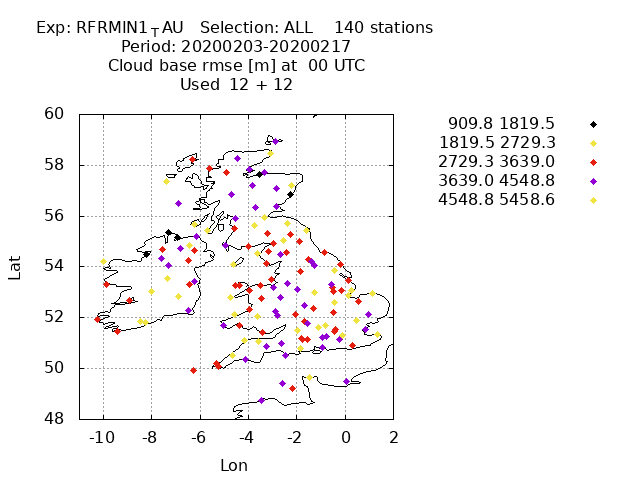 Exp: RFRMIN1_TAU   Selection: ALL    140 stations
Period: 20200203-20200217
Cloud base rmse [m] at  00 UTC
Used  12 + 12
909.8 1819.5
1819.5 2729.3
2729.3 3639.0
3639.0 4548.8
4548.8 5458.6
60
58
56
54
52
50
48
Lat
-10 -8 -6 -4 -2 0 2
Lon